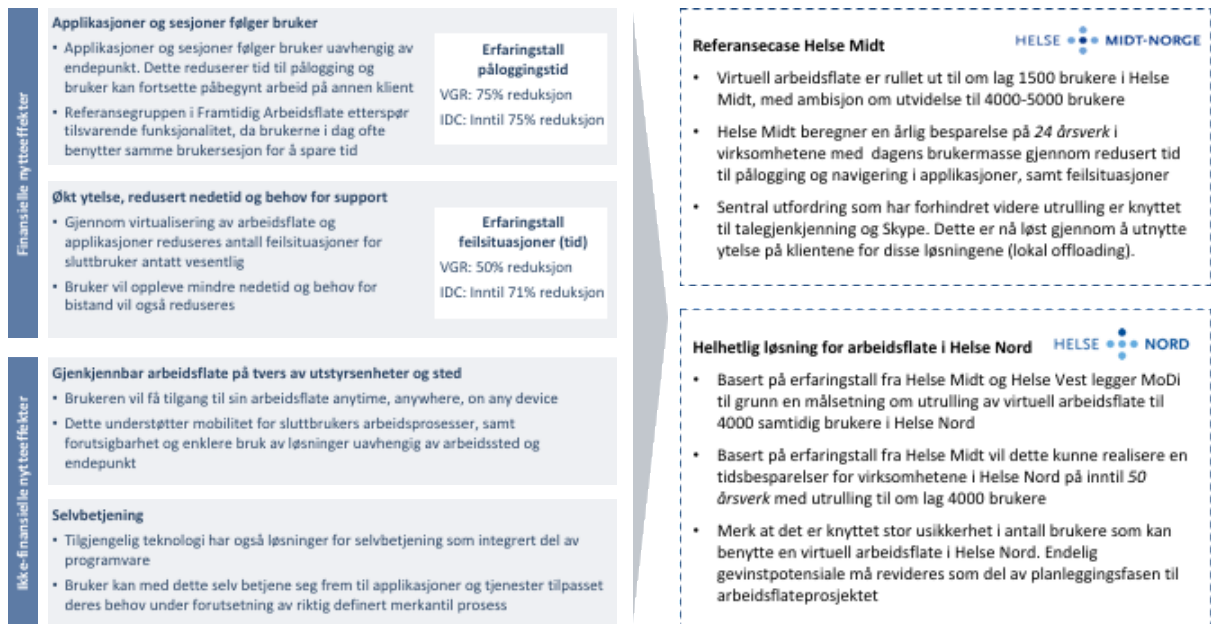 Finansielle nytteeffekter
Applikasjoner og sesjoner følger bruker
• Applikasjoner og sesjoner følger bruker uavhengig av
endepunkt. Dette reduserer tid til pålogging og
bruker kan fortsette påbegynt arbeid på annen klient
• Referansegruppen i Framtidig Arbeidsflate etterspør
tilsvarende funksjonalitet, da brukerne i dag ofte
benytter samme brukersesjon for å spare tid
Erfaringstall
påloggingstid
VGR: 75% reduksjon
IDC: Inntil 75% reduksjon
Økt ytelse, redusert nedetid og behov for support
• Gjennom virtualisering av arbeidsflate og
applikasjoner reduseres antall feilsituasjoner for
sluttbruker antatt vesentlig
• Bruker vil oppleve mindre nedetid og behov for
bistand vil også reduseres
Erfaringstall
feilsituasjoner (tid)
VGR: 50% reduksjon
IDC: Inntil 71% reduksjon
Ikke-finansielle nytteeffekter
Gjenkjennbar arbeidsflate på tvers av utstyrsenheter og sted
• Brukeren vil få tilgang til sin arbeidsflate anytime, anywhere, on any device
• Dette understøtter mobilitet for sluttbrukers arbeidsprosesser, samt
forutsigbarhet og enklere bruk av løsninger uavhengig av arbeidssted og
endepunkt
Selvbetjening
• Tilgjengelig teknologi har også løsninger for selvbetjening som integrert del av
programvare
• Bruker kan med dette selv betjene seg frem til applikasjoner og tjenester tilpasset
deres behov under forutsetning av riktig definert merkantil prosess
Referansecase Helse Midt
HELSE MIDT-NORGE
• Virtuell arbeidsflate er rullet ut til om lag 1500 brukere i Helse
Midt, med ambisjon om utvidelse til 4000-5000 brukere
• Helse Midt beregner en årlig besparelse på 24 årsverk i
virksomhetene med dagens brukermasse gjennom redusert tid
til pålogging og navigering i applikasjoner, samt feilsituasjoner
• Sentral utfordring som har forhindret videre utrulling er knyttet
til talegjenkjenning og Skype. Dette er nå løst gjennom å utnytte
ytelse på klientene for disse løsningene (lokal offloading).
Helhetlig løsning for arbeidsflate i Helse Nord
HELSE NORD
• Basert på erfaringstall fra Helse Midt og Helse Vest legger MoDi
til grunn en målsetning om utrulling av virtuell arbeidsflate til
4000 samtidig brukere i Helse Nord
• Basert på erfaringstall fra Helse Midt vil dette kunne realisere en
tidsbesparelser for virksomhetene i Helse Nord på inntil 50
årsverk med utrulling til om lag 4000 brukere
• Merk at det er knyttet stor usikkerhet i antall brukere som kan
benytte en virtuell arbeidsflate i Helse Nord. Endelig
gevinstpotensiale må revideres som del av planleggingsfasen til
arbeidsflateprosjektet